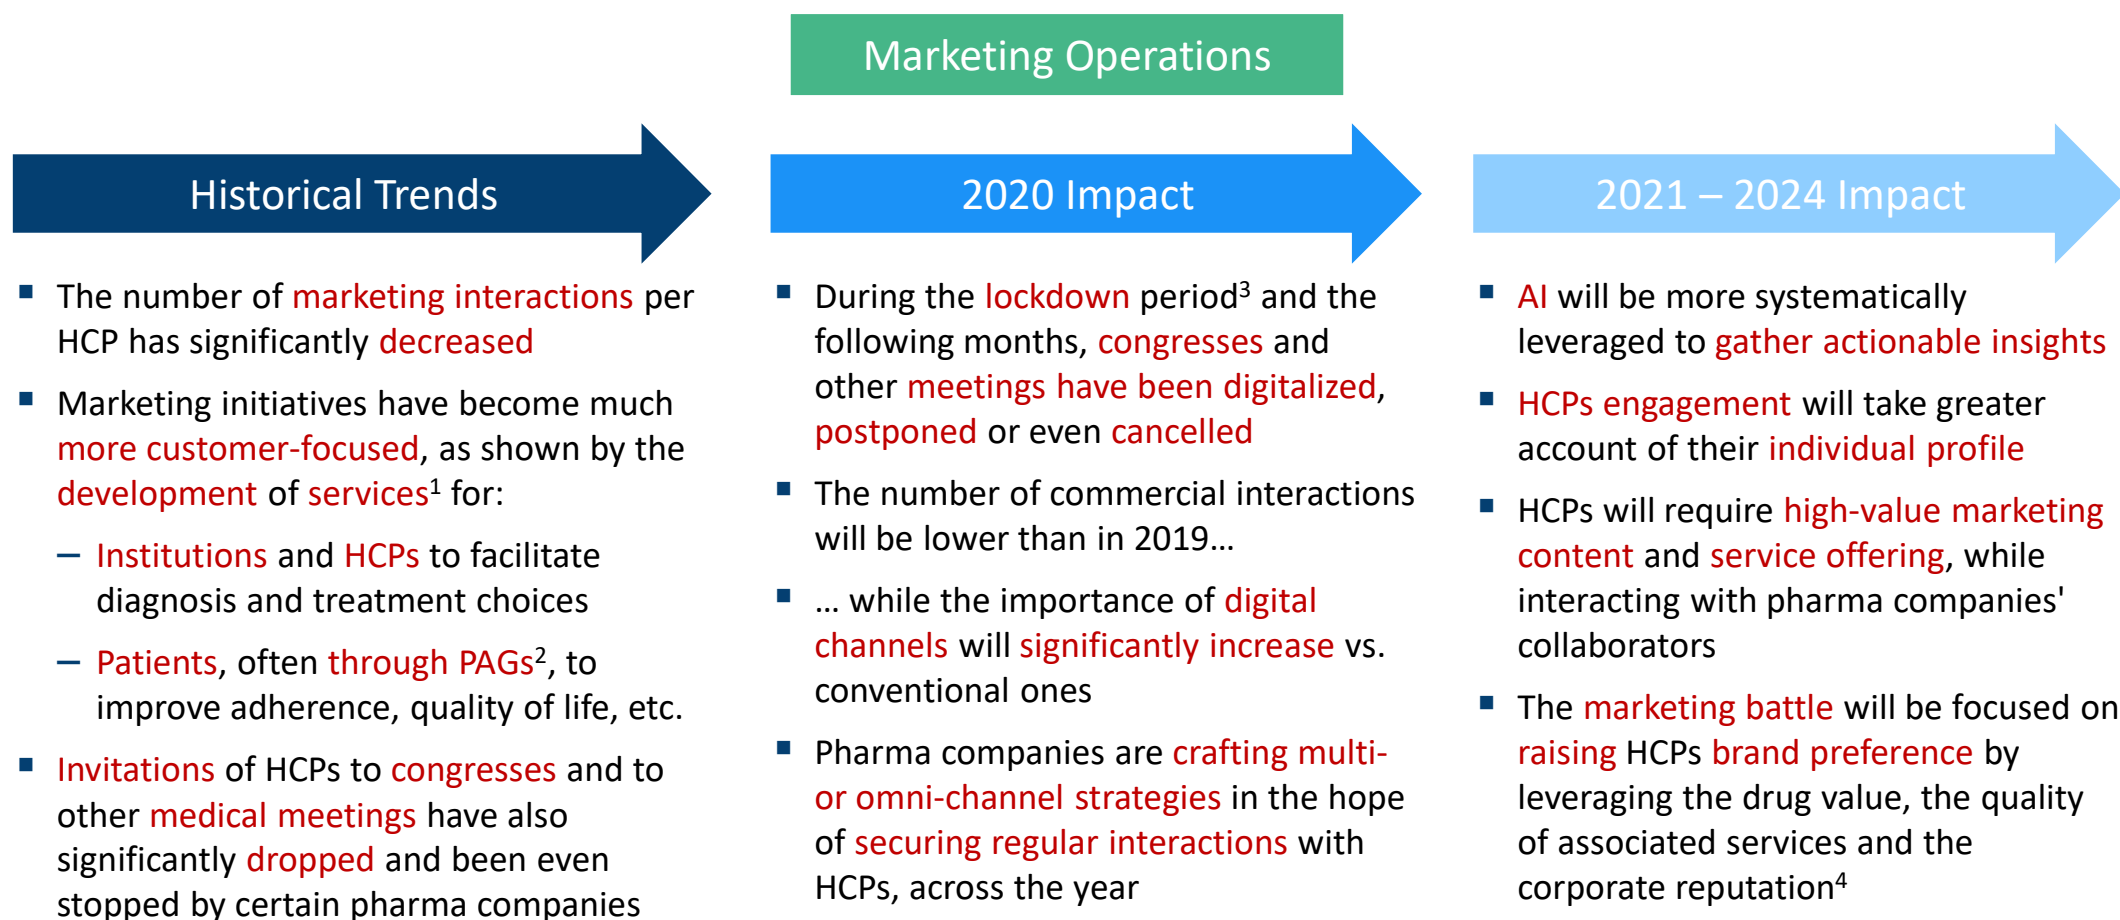 Marketing Operations
Historical Trends
▪ The number of marketing interactions per
HCP has significantly decreased
▪ Marketing initiatives have become much
more customer-focused, as shown by the
development of services¹ for:
– Institutions and HCPs to facilitate
diagnosis and treatment choices
– Patients, often through PAGs², to
improve adherence, quality of life, etc.
▪ Invitations of HCPs to congresses and to
other medical meetings have also
significantly dropped and been even
stopped by certain pharma companies
2020 Impact
▪ During the lockdown period³ and the
following months, congresses and
other meetings have been digitalized,
postponed or even cancelled
▪ The number of commercial interactions
will be lower than in 2019…
▪ … while the importance of digital
channels will significantly increase vs.
conventional ones
▪ Pharma companies are crafting multi-
or omni-channel strategies in the hope
of securing regular interactions with
HCPs, across the year
2021 – 2024 Impact
▪ AI will be more systematically
leveraged to gather actionable insights
▪ HCPs engagement will take greater
account of their individual profile
▪ HCPs will require high-value marketing
content and service offering, while
interacting with pharma companies'
collaborators
▪ The marketing battle will be focused on
raising HCPs brand preference by
leveraging the drug value, the quality
of associated services and the
corporate reputation⁴